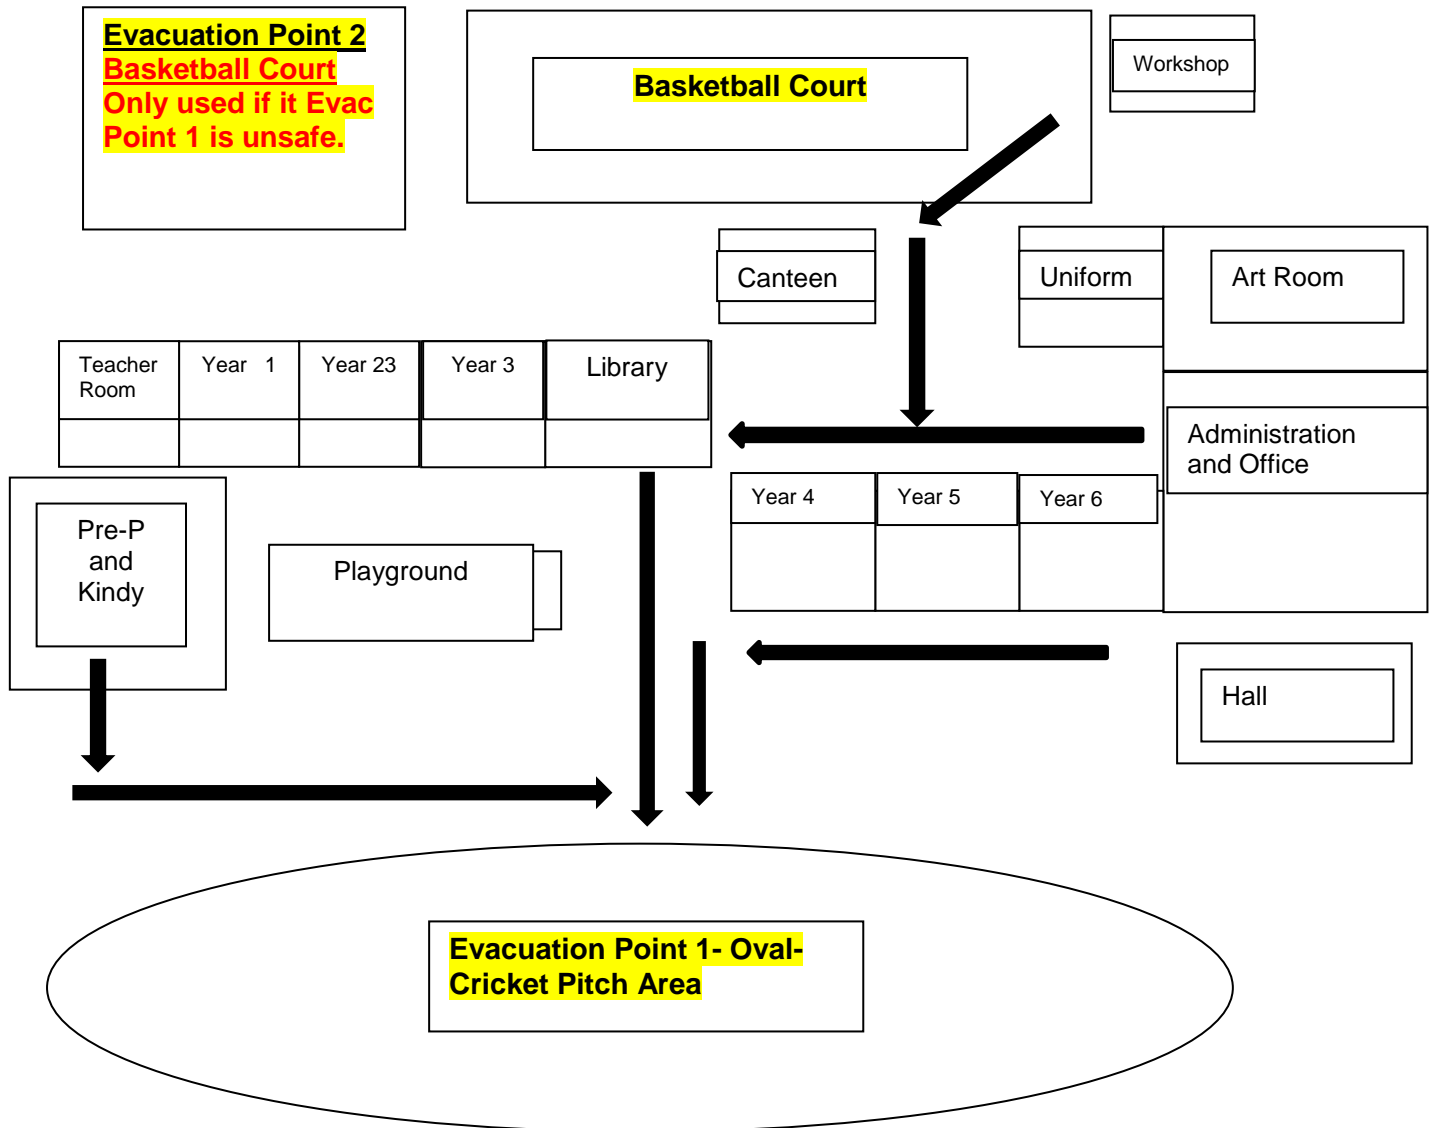 Evacuation Point 2
Basketball Court
Only used if it Evac
Point 1 is unsafe.
Basketball Court
Workshop
Canteen
Uniform
Art Room
Teacher
Room
Year 1
Year 23
Year 3
Library
Administration
and Office
Year 4
Year 5
Year 6
Pre-P
and
Kindy
Playground
Hall
Evacuation Point 1- Oval-
Cricket Pitch Area